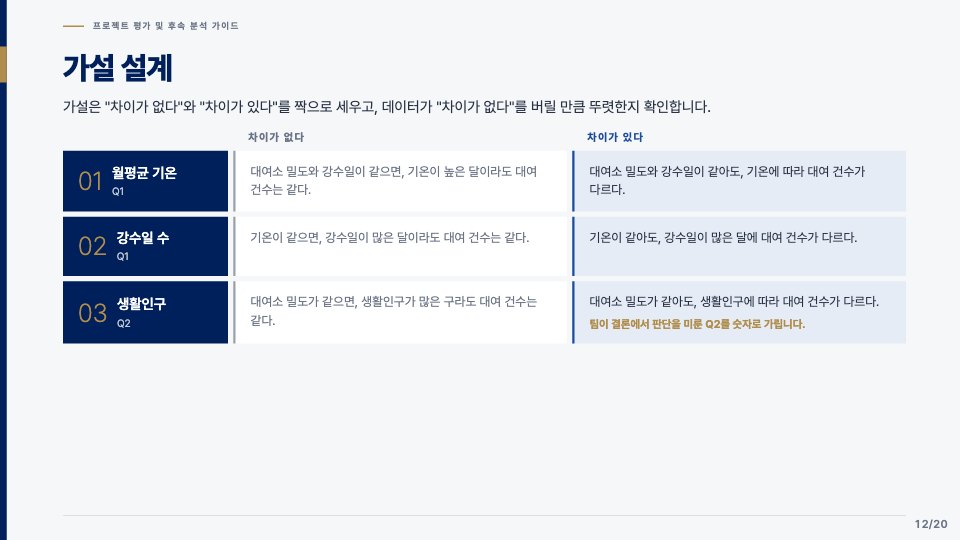 프로젝트 평가 및 후속 분석 가이드
가설 설계
가설은 "차이가 없다"와 "차이가 있다"를 짝으로 세우고, 데이터가 "차이가 없다"를 버릴 만큼 뚜렷한지 확인합니다.
차이가 없다
차이가 있다
01 월평균 기온
Q1
대여소 밀도와 강수일이 같으면, 기온이 높은 달이라도 대여
건수는 같다.
대여소 밀도와 강수일이 같아도, 기온에 따라 대여 건수가
다르다.
02 강수일 수
Q1
기온이 같으면, 강수일이 많은 달이라도 대여 건수는 같다.
기온이 같아도, 강수일이 많은 달에 대여 건수가 다르다.
03 생활인구
Q2
대여소 밀도가 같으면, 생활인구가 많은 구라도 대여 건수는
같다.
대여소 밀도가 같아도, 생활인구에 따라 대여 건수가 다르다.
팀이 결론에서 판단을 미룬 Q2를 숫자로 가립니다.
12/20